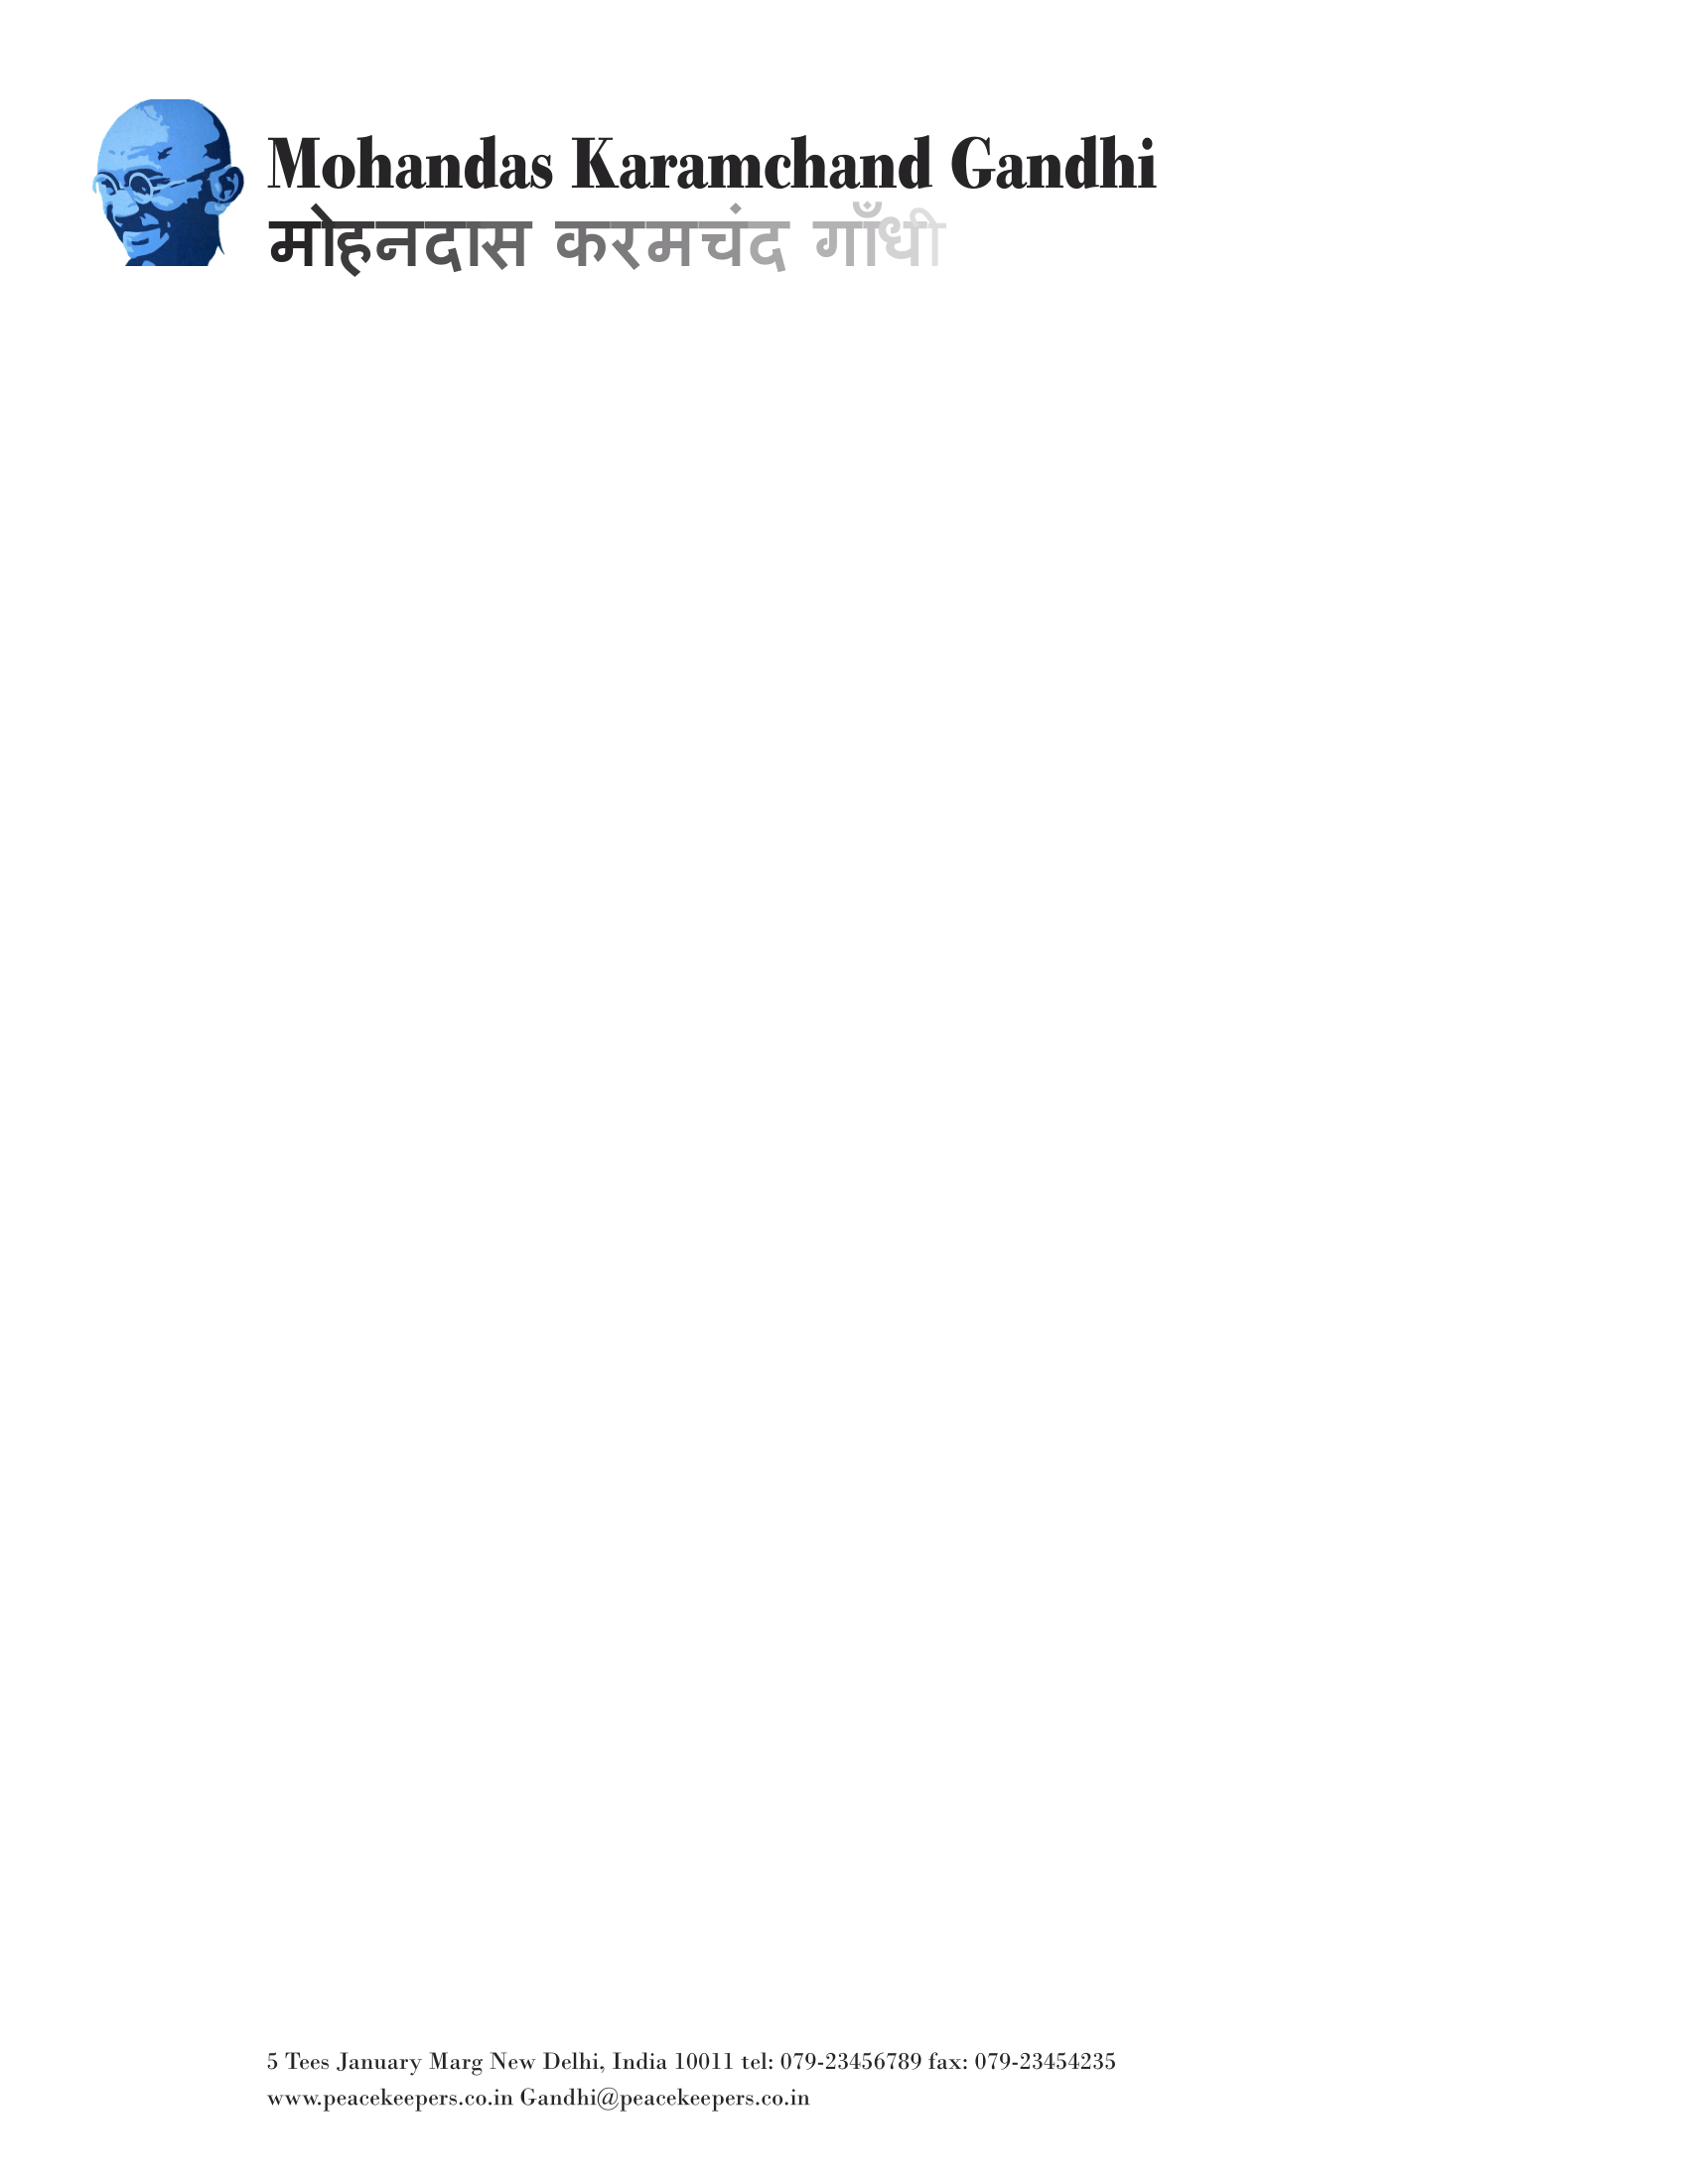 Mohandas Karamchand Gandhi
मोहनदास करमचंद गाँधी
5 Tees January Marg New Delhi, India 10011 tel: 079-23456789 fax: 079-23454235
www.peacekeepers.co.in Gandhi@peacekeepers.co.in